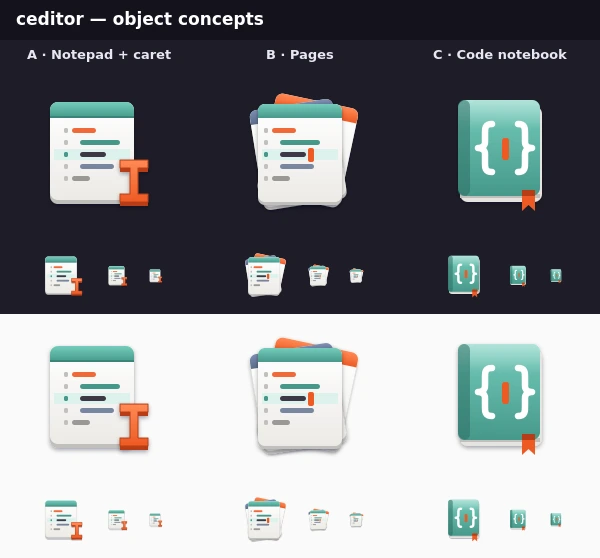 ceditor — object concepts
A · Notepad + caret
B · Pages
C · Code notebook
{ }
{ }